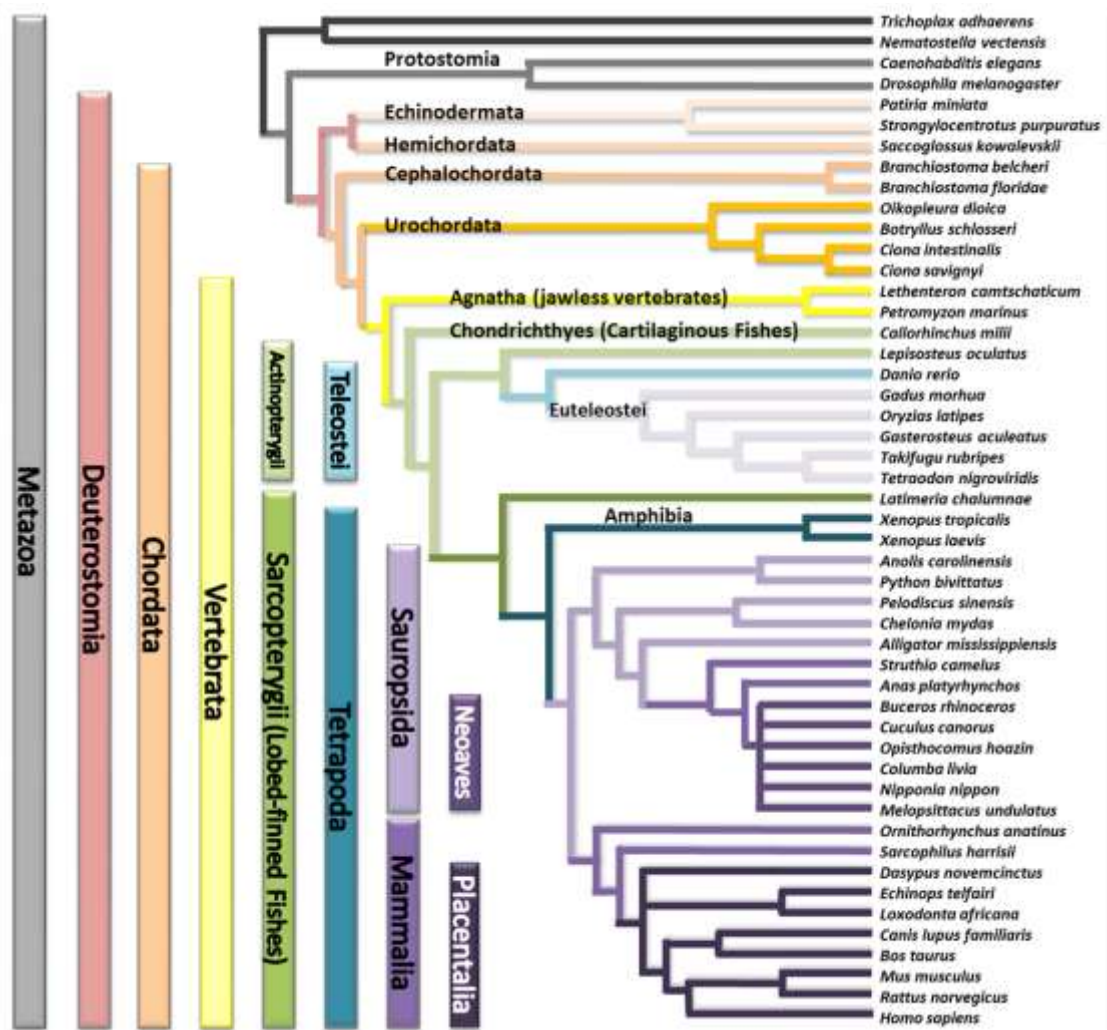 Trichoplax adhaerens
Nematostella vectensis
Protostomia
Caenohabditis elegans
Drosophila melanogaster
Echinodermata
Patiria miniata
Strongylocentrotus purpuratus
Hemichordata
Saccoglossus kowalevskii
Cephalochordata
Branchiostoma belcheri
Branchiostoma floridae
Urochordata
Oikopleura dioica
Botryllus schlosseri
Ciona intestinalis
Ciona savignyi
Agnatha (jawless vertebrates)
Lethenteron camtschaticum
Petromyzon marinus
Chondrichthyes (Cartilaginous Fishes)
Callorhinchus milii
Lepisosteus oculatus
Danio rerio
Euteleostei
Gadus morhua
Oryzias latipes
Gasterosteus aculeatus
Takifugu rubripes
Tetraodon nigroviridis
Latimeria chalumnae
Amphibia
Xenopus tropicalis
Xenopus laevis
Anolis carolinensis
Python bivittatus
Pelodiscus sinensis
Chelonia mydas
Alligator mississippiensis
Struthio camelus
Anas platyrhynchos
Buceros rhinoceros
Cuculus canorus
Opisthocomus hoazin
Columba livia
Nipponia nippon
Melopsittacus undulatus
Ornithorhynchus anatinus
Sarcophilus harrisii
Dasypus novemcinctus
Echinops telfairi
Loxodonta africana
Canis lupus familiaris
Bos taurus
Mus musculus
Rattus norvegicus
Homo sapiens
Metazoa
Deuterostomia
Chordata
Vertebrata
Actinopterygii
Sarcopterygii (Lobed-finned Fishes)
Teleostei
Tetrapoda
Sauropsida
Mammalia
Neoaves
Placentalia